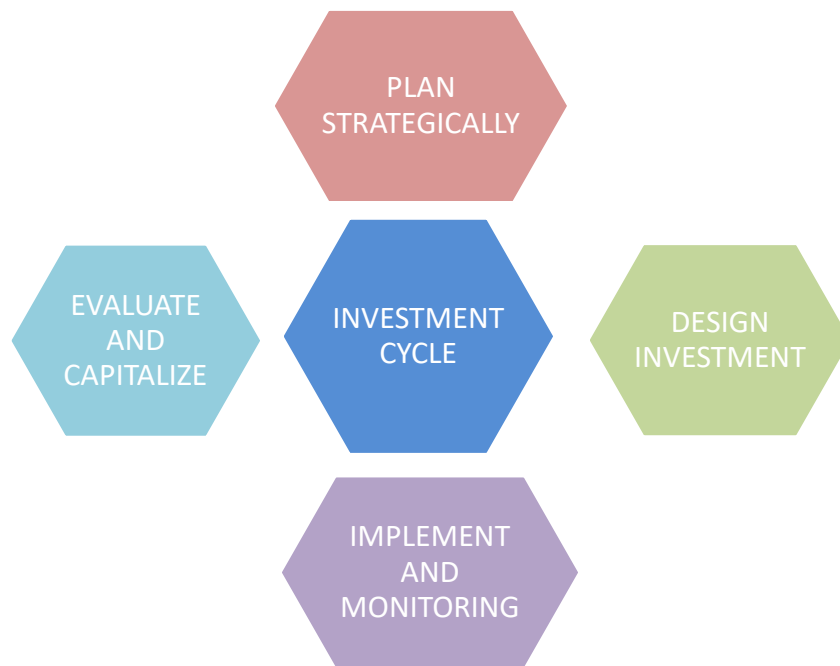 PLAN
STRATEGICALLY
EVALUATE
AND
CAPITALIZE
INVESTMENT
CYCLE
DESIGN
INVESTMENT
IMPLEMENT
AND
MONITORING